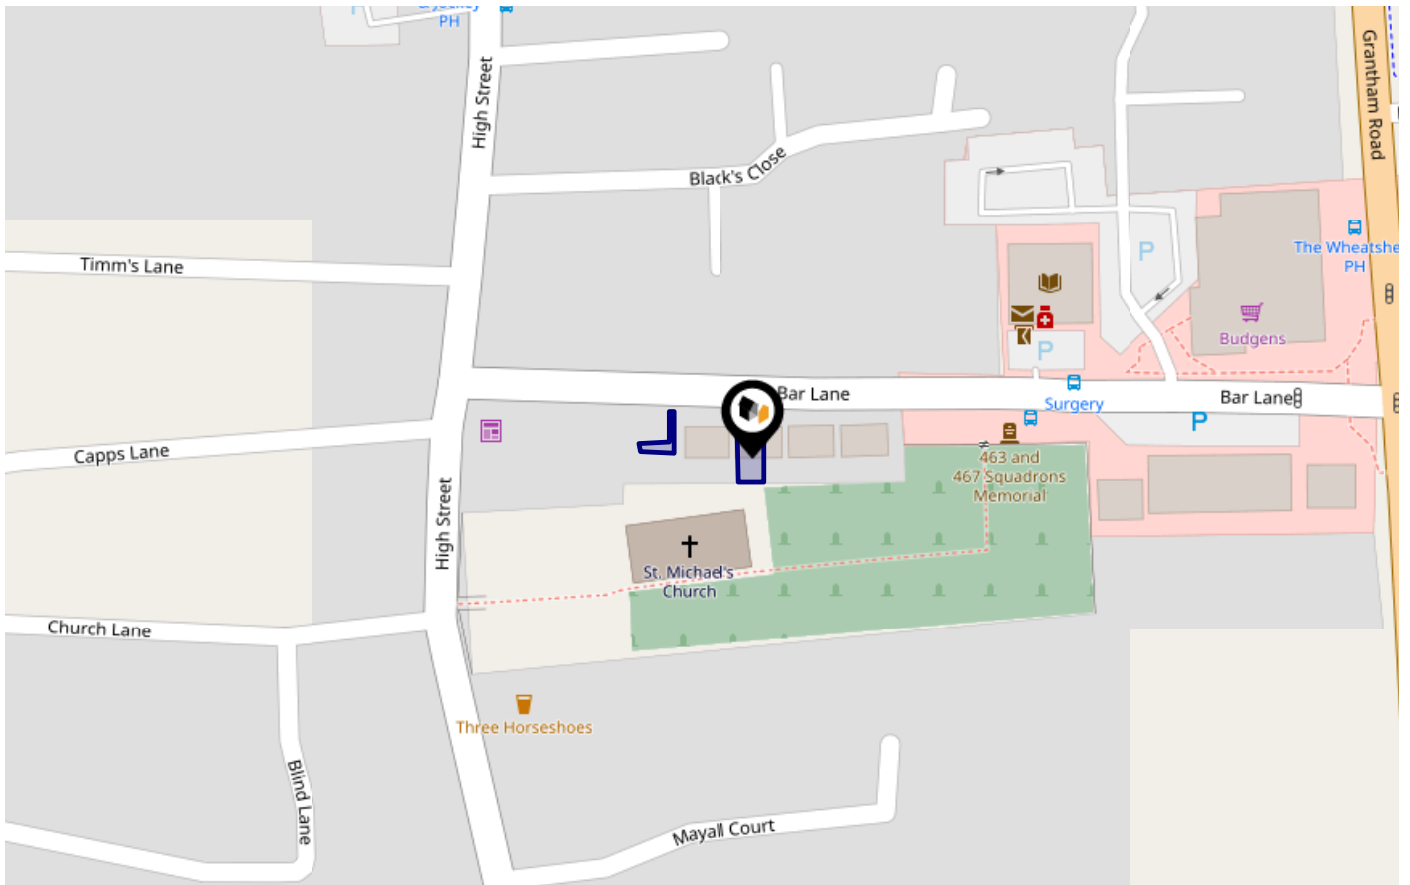 PH
High Street
Grantham Road
Black's Close
Timm's Lane
P
The Wheatshe
PH
Budgens
P
Bar Lane
Surgery
Bar Lane
P
Capps Lane
463 and
467 Squadrons
Memorial
High Street
St. Michael's
Church
Church Lane
Three Horseshoes
Blind Lane
Mayall Court